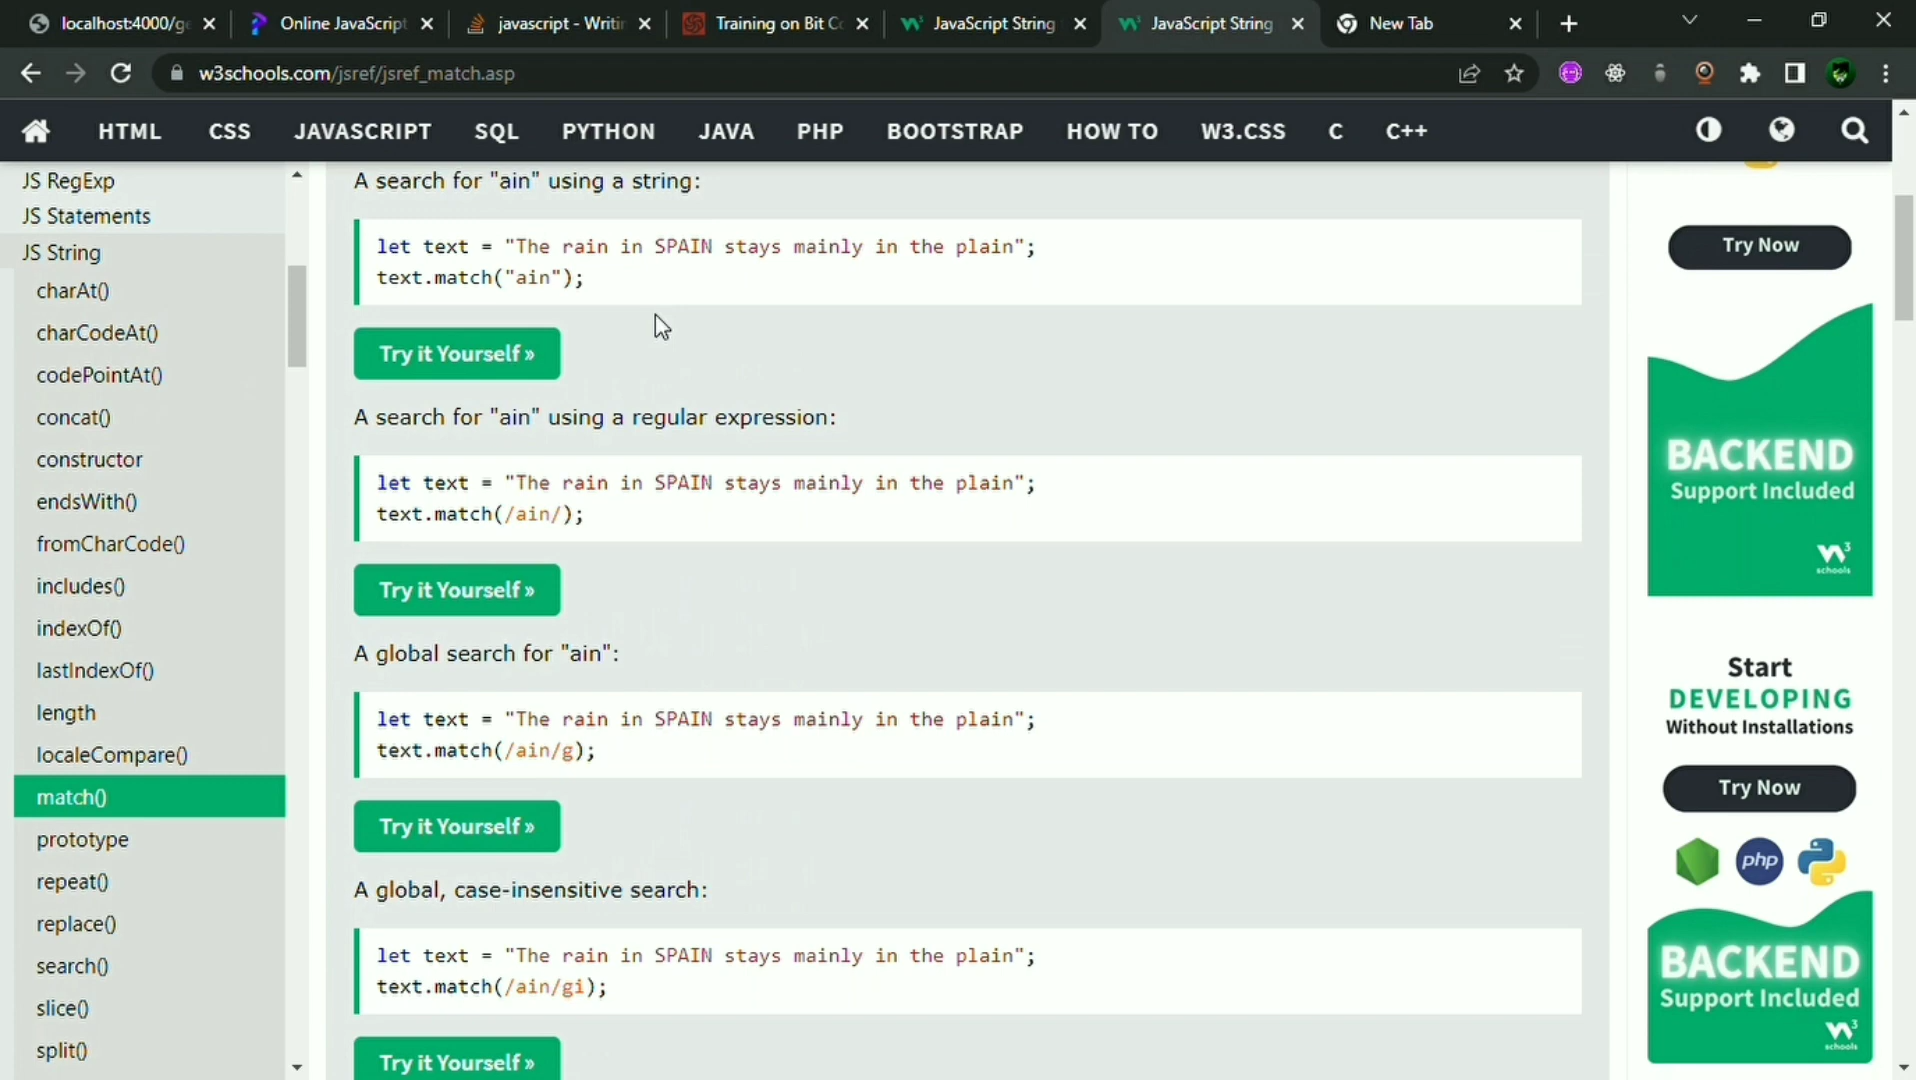 localhost:4000/ge
Online JavaScript
javascript - Writin
Training on Bit Co
JavaScript String
JavaScript String
New Tab
w3schools.com/jsref/jsref_match.asp
HTML
CSS
JAVASCRIPT
SQL
PYTHON
JAVA
PHP
BOOTSTRAP
HOW TO
W3.CSS
C
C++
JS RegExp
JS Statements
JS String
charAt()
charCodeAt()
codePointAt()
concat()
constructor
endsWith()
fromCharCode()
includes()
indexOf()
lastIndexOf()
length
localeCompare()
match()
prototype
repeat()
replace()
search()
slice()
split()
A search for "ain" using a string:
let text = "The rain in SPAIN stays mainly in the plain";
text.match("ain");
Try it Yourself »
A search for "ain" using a regular expression:
let text = "The rain in SPAIN stays mainly in the plain";
text.match(/ain/);
Try it Yourself »
A global search for "ain":
let text = "The rain in SPAIN stays mainly in the plain";
text.match(/ain/g);
Try it Yourself »
A global, case-insensitive search:
let text = "The rain in SPAIN stays mainly in the plain";
text.match(/ain/gi);
Try it Yourself »
Try Now
BACKEND
Support Included
W3
schools
Start
DEVELOPING
Without Installations
Try Now
php
BACKEND
Support Included
W3
schools